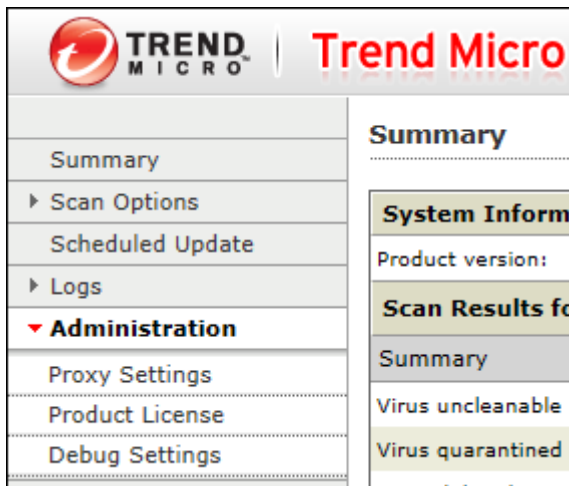 TREND MICRO™
Trend Micro
Summary
Scan Options
Scheduled Update
Logs
Administration
Proxy Settings
Product License
Debug Settings
Summary
System Inform
Product version:
Scan Results fo
Summary
Virus uncleanable
Virus quarantined